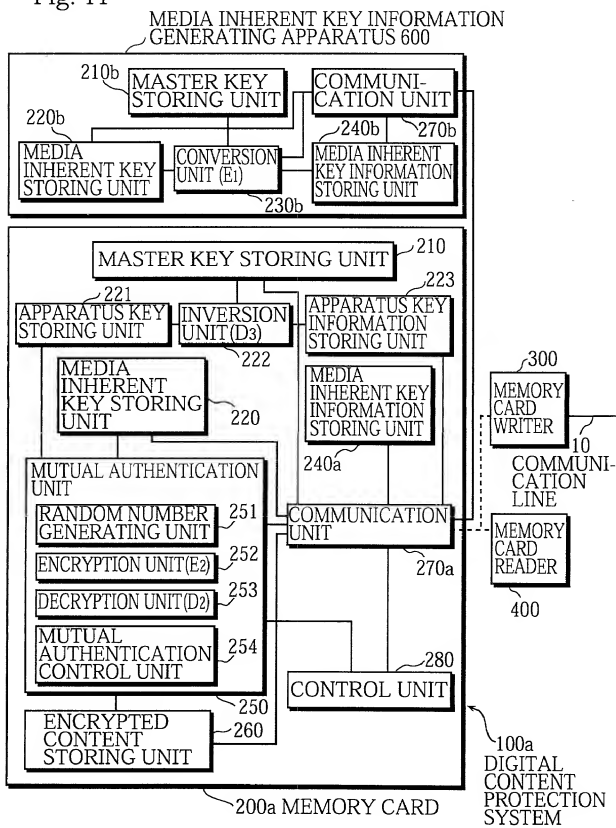 Fig. 11
MEDIA INHERENT KEY INFORMATION
GENERATING APPARATUS 600
210b
MASTER KEY
STORING UNIT
COMMUNI-
CATION UNIT
220b
240b
270b
MEDIA
INHERENT KEY
STORING UNIT
CONVERSION
UNIT (E1)
MEDIA INHERENT
KEY INFORMATION
STORING UNIT
230b
210
MASTER KEY STORING UNIT
221
223
APPARATUS KEY
STORING UNIT
INVERSION
UNIT (D3)
APPARATUS KEY
INFORMATION
STORING UNIT
222
MEDIA
INHERENT
KEY STORING
UNIT
220
MEDIA
INHERENT KEY
INFORMATION
STORING UNIT
240a
300
MEMORY
CARD
WRITER
10
COMMUNI-
CATION
LINE
MUTUAL AUTHENTICATION
UNIT
RANDOM NUMBER
GENERATING UNIT
251
COMMUNICATION
UNIT
270a
MEMORY
CARD
READER
400
ENCRYPTION UNIT(E2)
252
DECRYPTION UNIT(D2)
253
MUTUAL
AUTHENTICATION
CONTROL UNIT
254
280
CONTROL UNIT
250
ENCRYPTED
CONTENT
STORING UNIT
260
100a
DIGITAL
CONTENT
PROTECTION
SYSTEM
200a MEMORY CARD